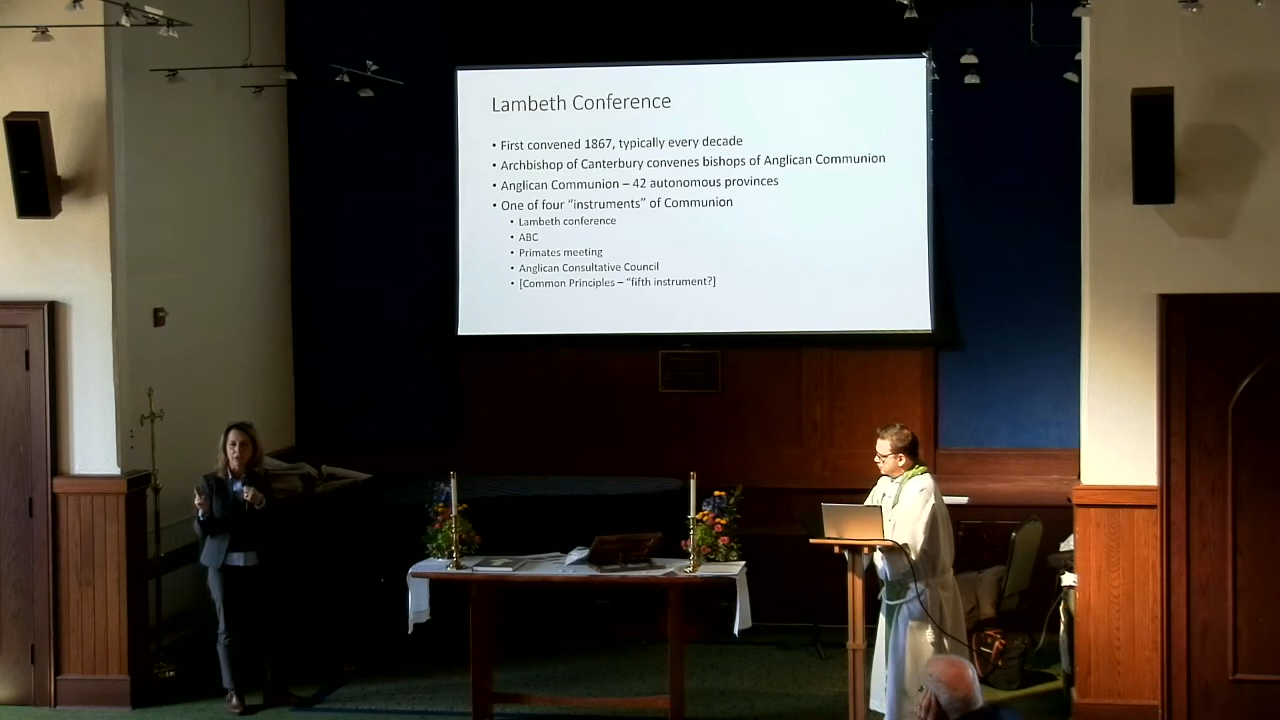 Lambeth Conference
• First convened 1867, typically every decade
• Archbishop of Canterbury convenes bishops of Anglican Communion
• Anglican Communion – 42 autonomous provinces
• One of four “instruments” of Communion
• Lambeth conference
• ABC
• Primates meeting
• Anglican Consultative Council
• [Common Principles – “fifth instrument?]